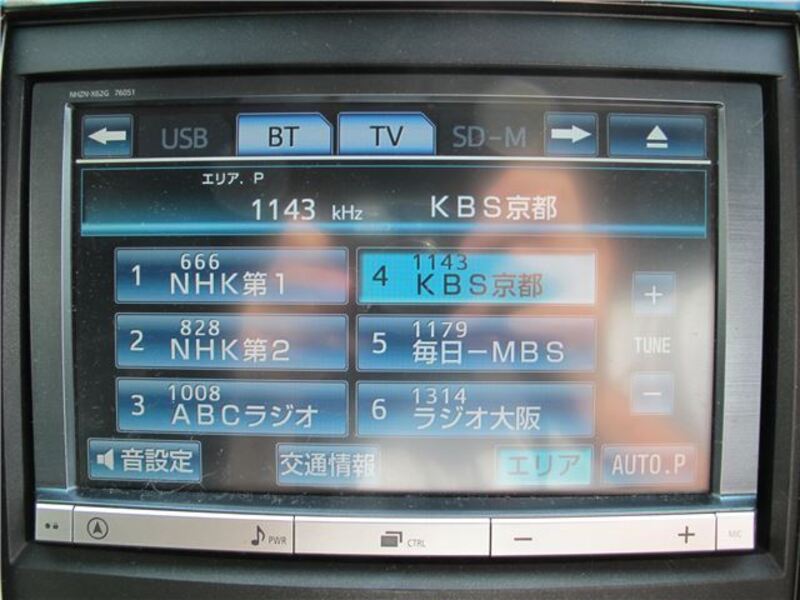 NHZN-X62G 76051
USB BT TV SD-M
エリア. P
1143 kHz KBS京都
1 666 NHK第1
4 1143 KBS京都
2 828 NHK第2
5 1179 毎日−MBS
3 1008 ABCラジオ
6 1314 ラジオ大阪
+
TUNE
−
音設定 交通情報 エリア AUTO.P
PWR CTRL − + MIC